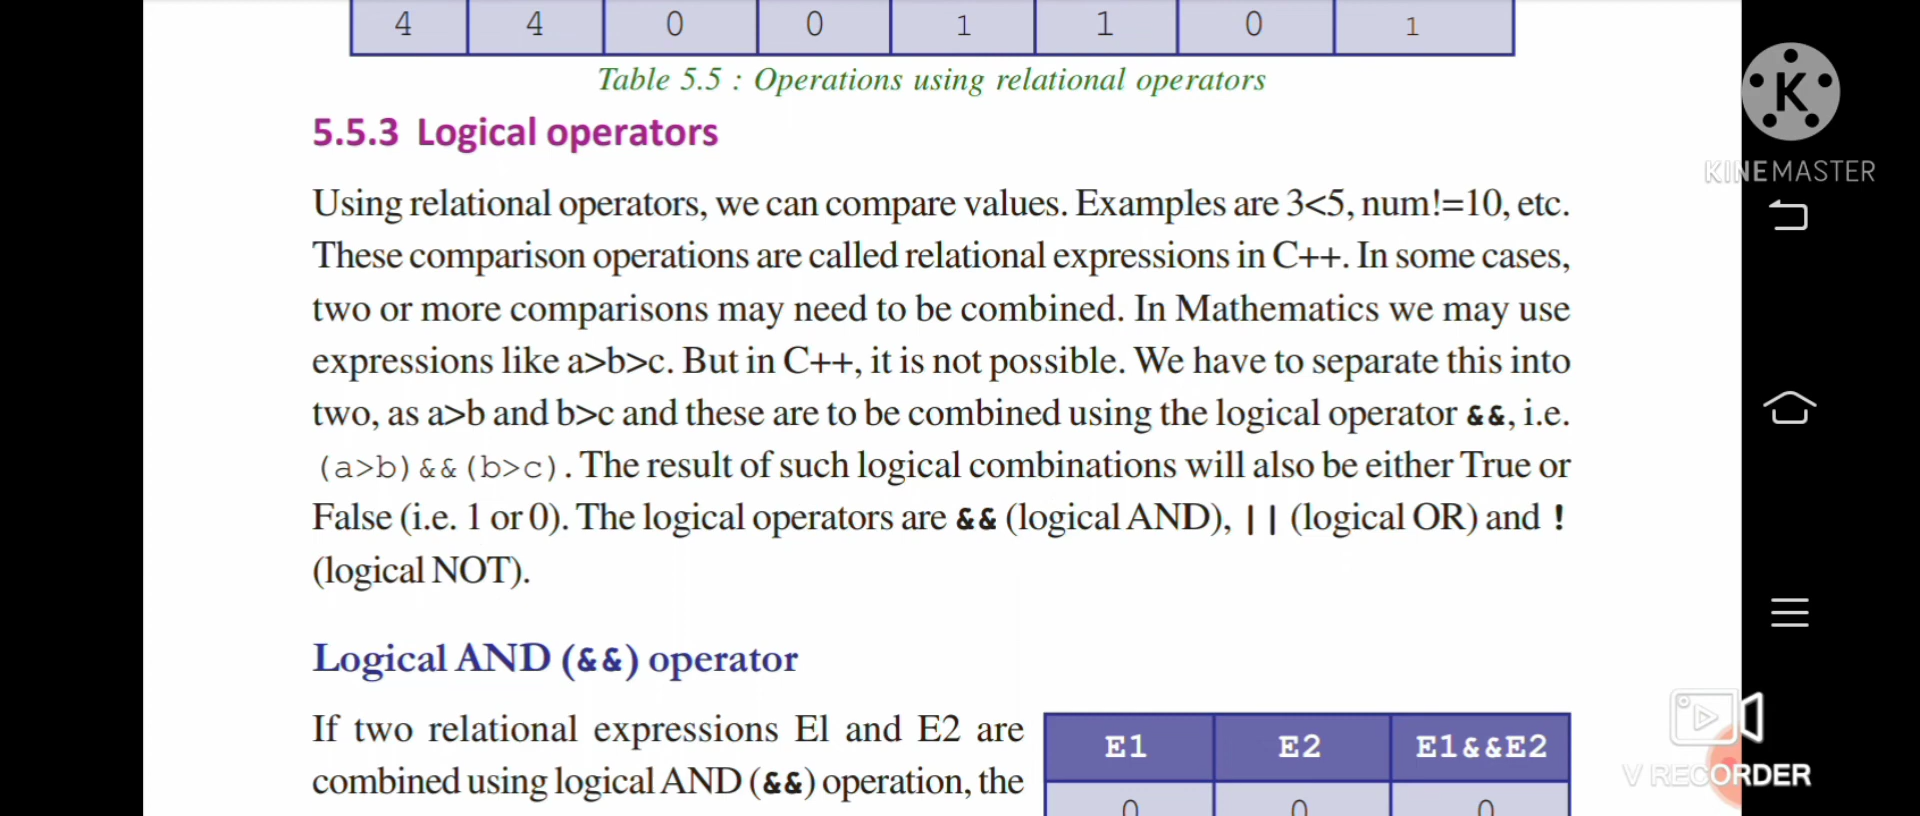 4 4 0 0 1 1 0 1
Table 5.5 : Operations using relational operators
5.5.3 Logical operators
Using relational operators, we can compare values. Examples are 3<5, num!=10, etc.
These comparison operations are called relational expressions in C++. In some cases,
two or more comparisons may need to be combined. In Mathematics we may use
expressions like a>b>c. But in C++, it is not possible. We have to separate this into
two, as a>b and b>c and these are to be combined using the logical operator &&, i.e.
(a>b)&&(b>c). The result of such logical combinations will also be either True or
False (i.e. 1 or 0). The logical operators are && (logical AND), || (logical OR) and !
(logical NOT).
Logical AND (&&) operator
If two relational expressions E1 and E2 are
combined using logical AND (&&) operation, the
E1 E2 E1&&E2
0 0 0
K
KINEMASTER
V RECORDER